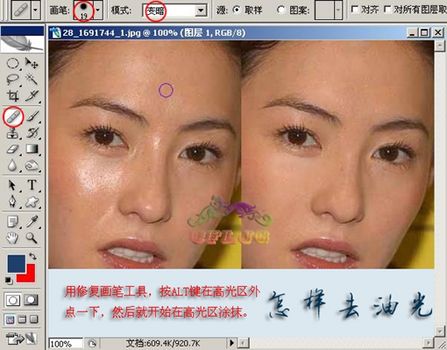 画笔: 19 模式: 变暗 源: 取样 图案: 对齐 对所有图层取
28_1691744_1.jpg @ 100% (图层 1, RGB/8)
用修复画笔工具，按ALT键在高光区外
点一下，然后就开始在高光区涂抹。
怎样去油光
100% 文档:609.4K/920.7K